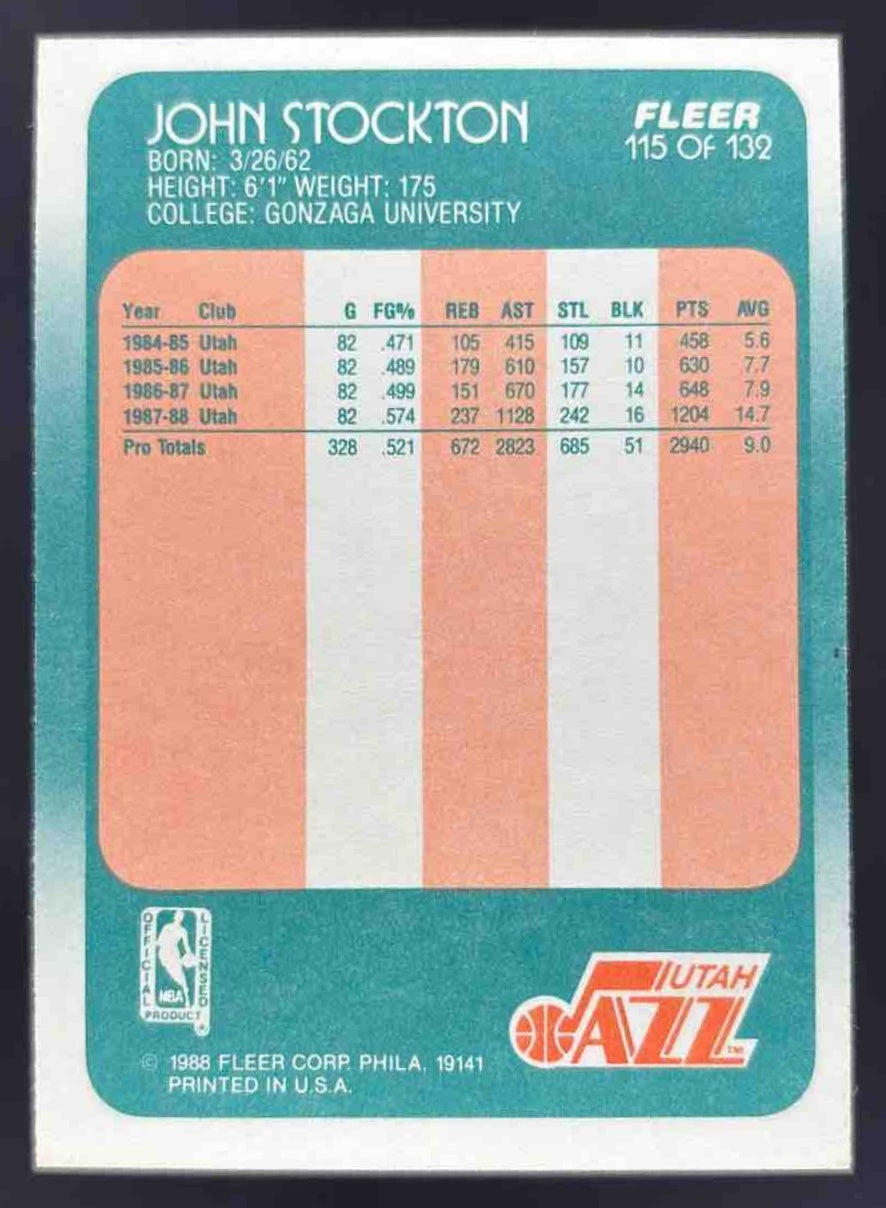 JOHN STOCKTON
FLEER
115 OF 132
BORN: 3/26/62
HEIGHT: 6'1" WEIGHT: 175
COLLEGE: GONZAGA UNIVERSITY
Year Club G FG% REB AST STL BLK PTS AVG
1984-85 Utah 82 .471 105 415 109 11 458 5.6
1985-86 Utah 82 .489 179 610 157 10 630 7.7
1986-87 Utah 82 .499 151 670 177 14 648 7.9
1987-88 Utah 82 .574 237 1128 242 16 1204 14.7
Pro Totals 328 .521 672 2823 685 51 2940 9.0
OFFICIAL
LICENSED
NBA
PRODUCT
®
UTAH
JAZZ
TM
© 1988 FLEER CORP. PHILA. 19141
PRINTED IN U.S.A.